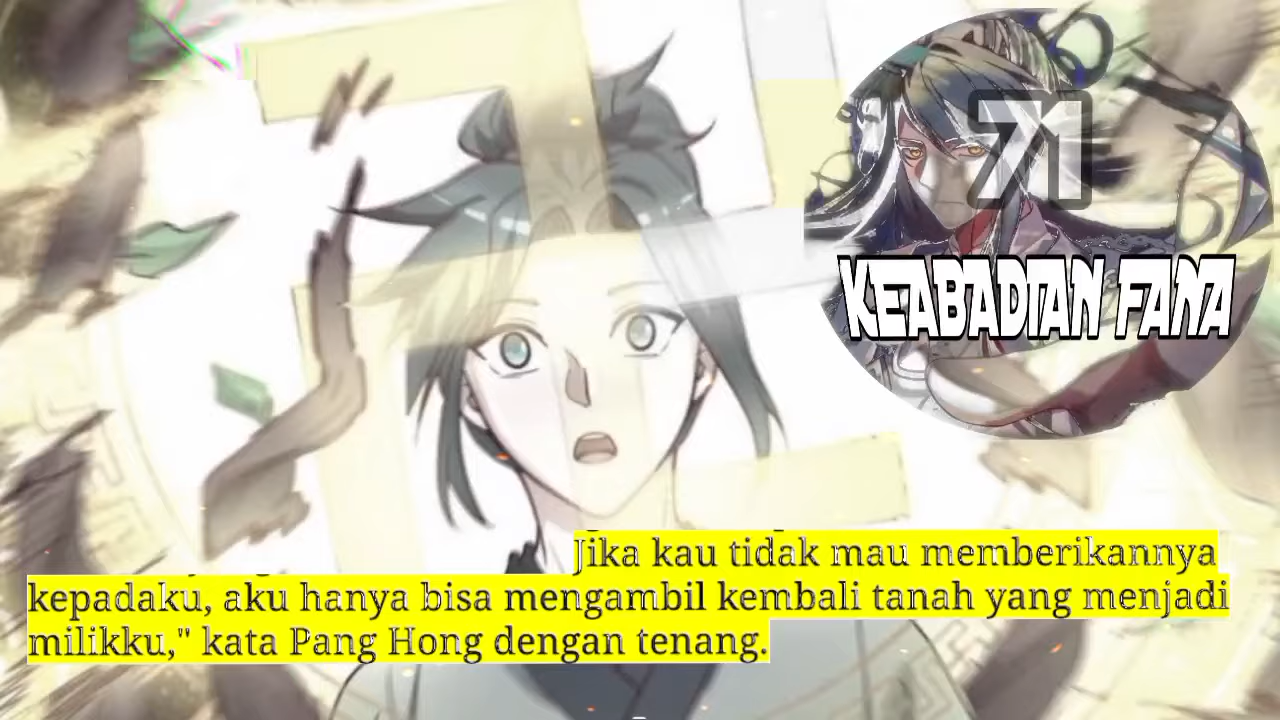 71
KEABADIAN FANA
Jika kau tidak mau memberikannya
kepadaku, aku hanya bisa mengambil kembali tanah yang menjadi
milikku," kata Pang Hong dengan tenang.